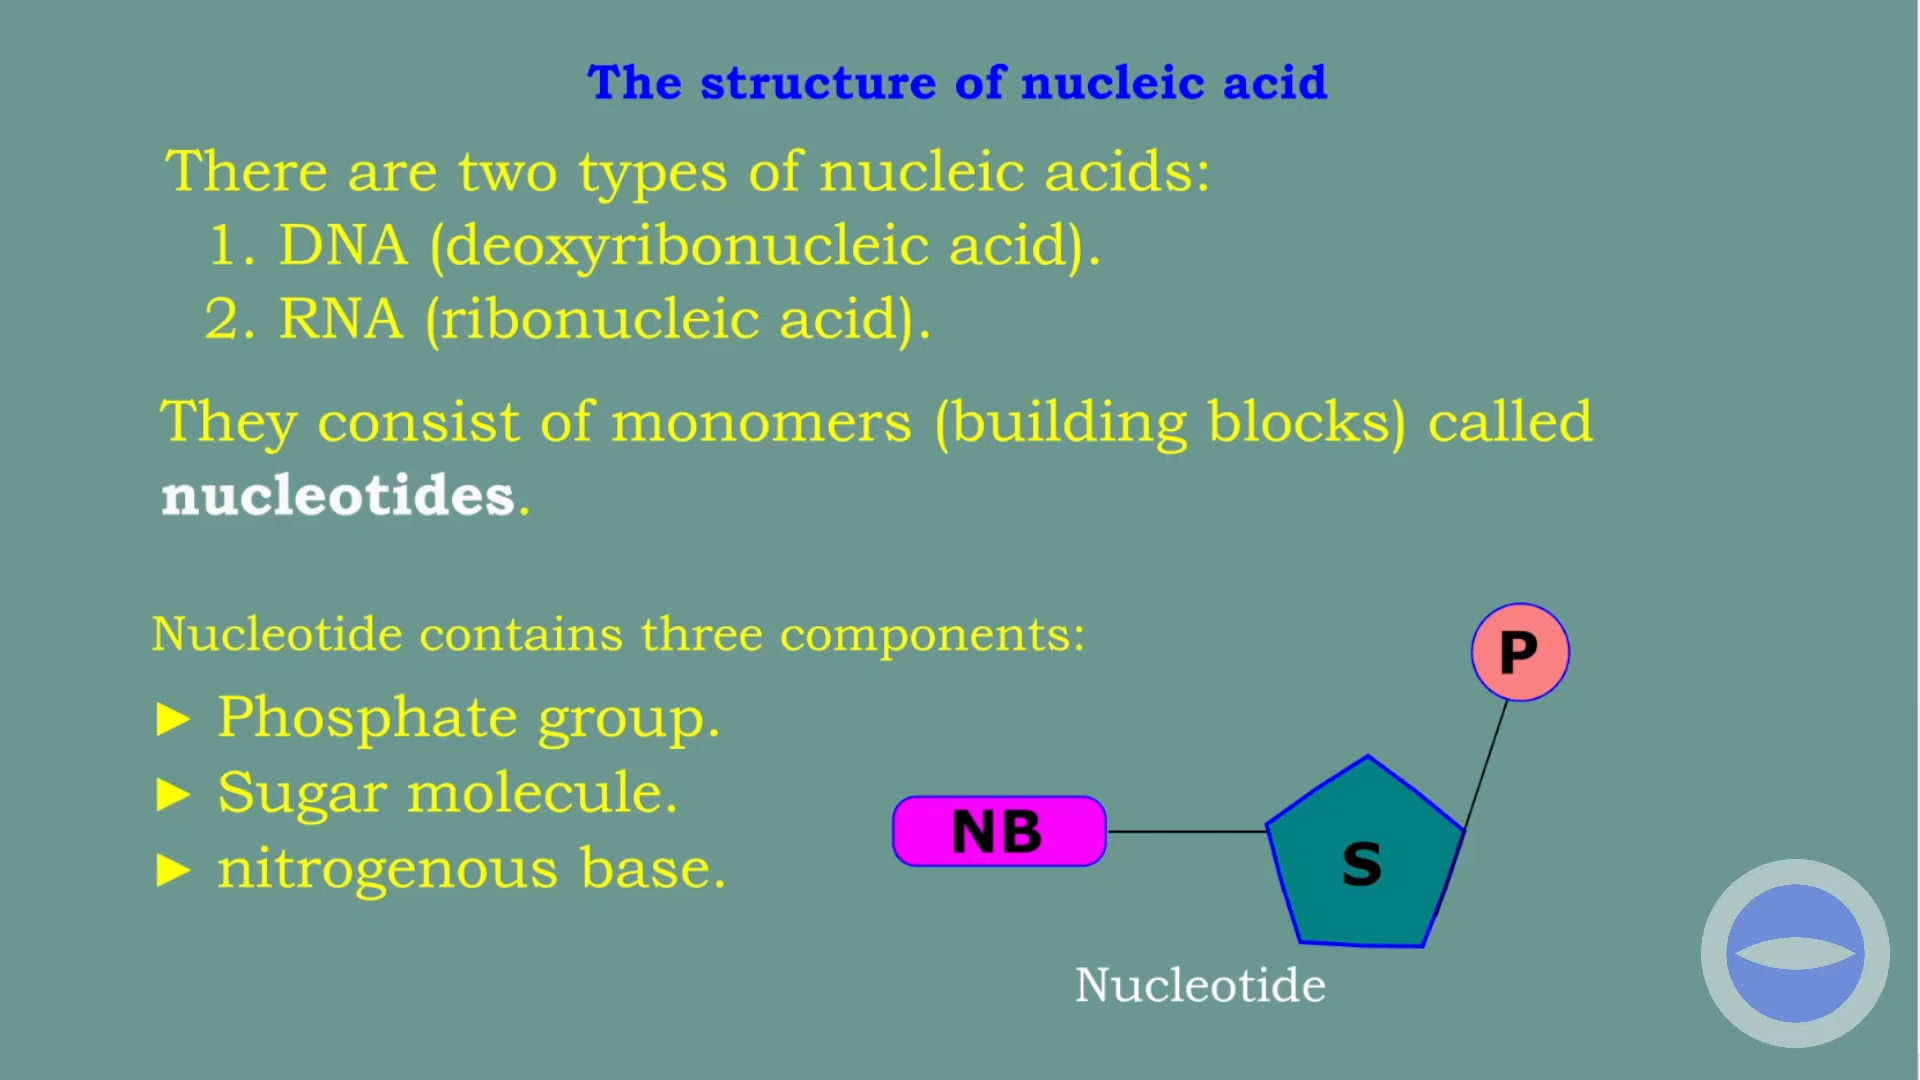 The structure of nucleic acid
There are two types of nucleic acids:
1. DNA (deoxyribonucleic acid).
2. RNA (ribonucleic acid).
They consist of monomers (building blocks) called
nucleotides.
Nucleotide contains three components:
► Phosphate group.
► Sugar molecule.
► nitrogenous base.
P
NB
S
Nucleotide